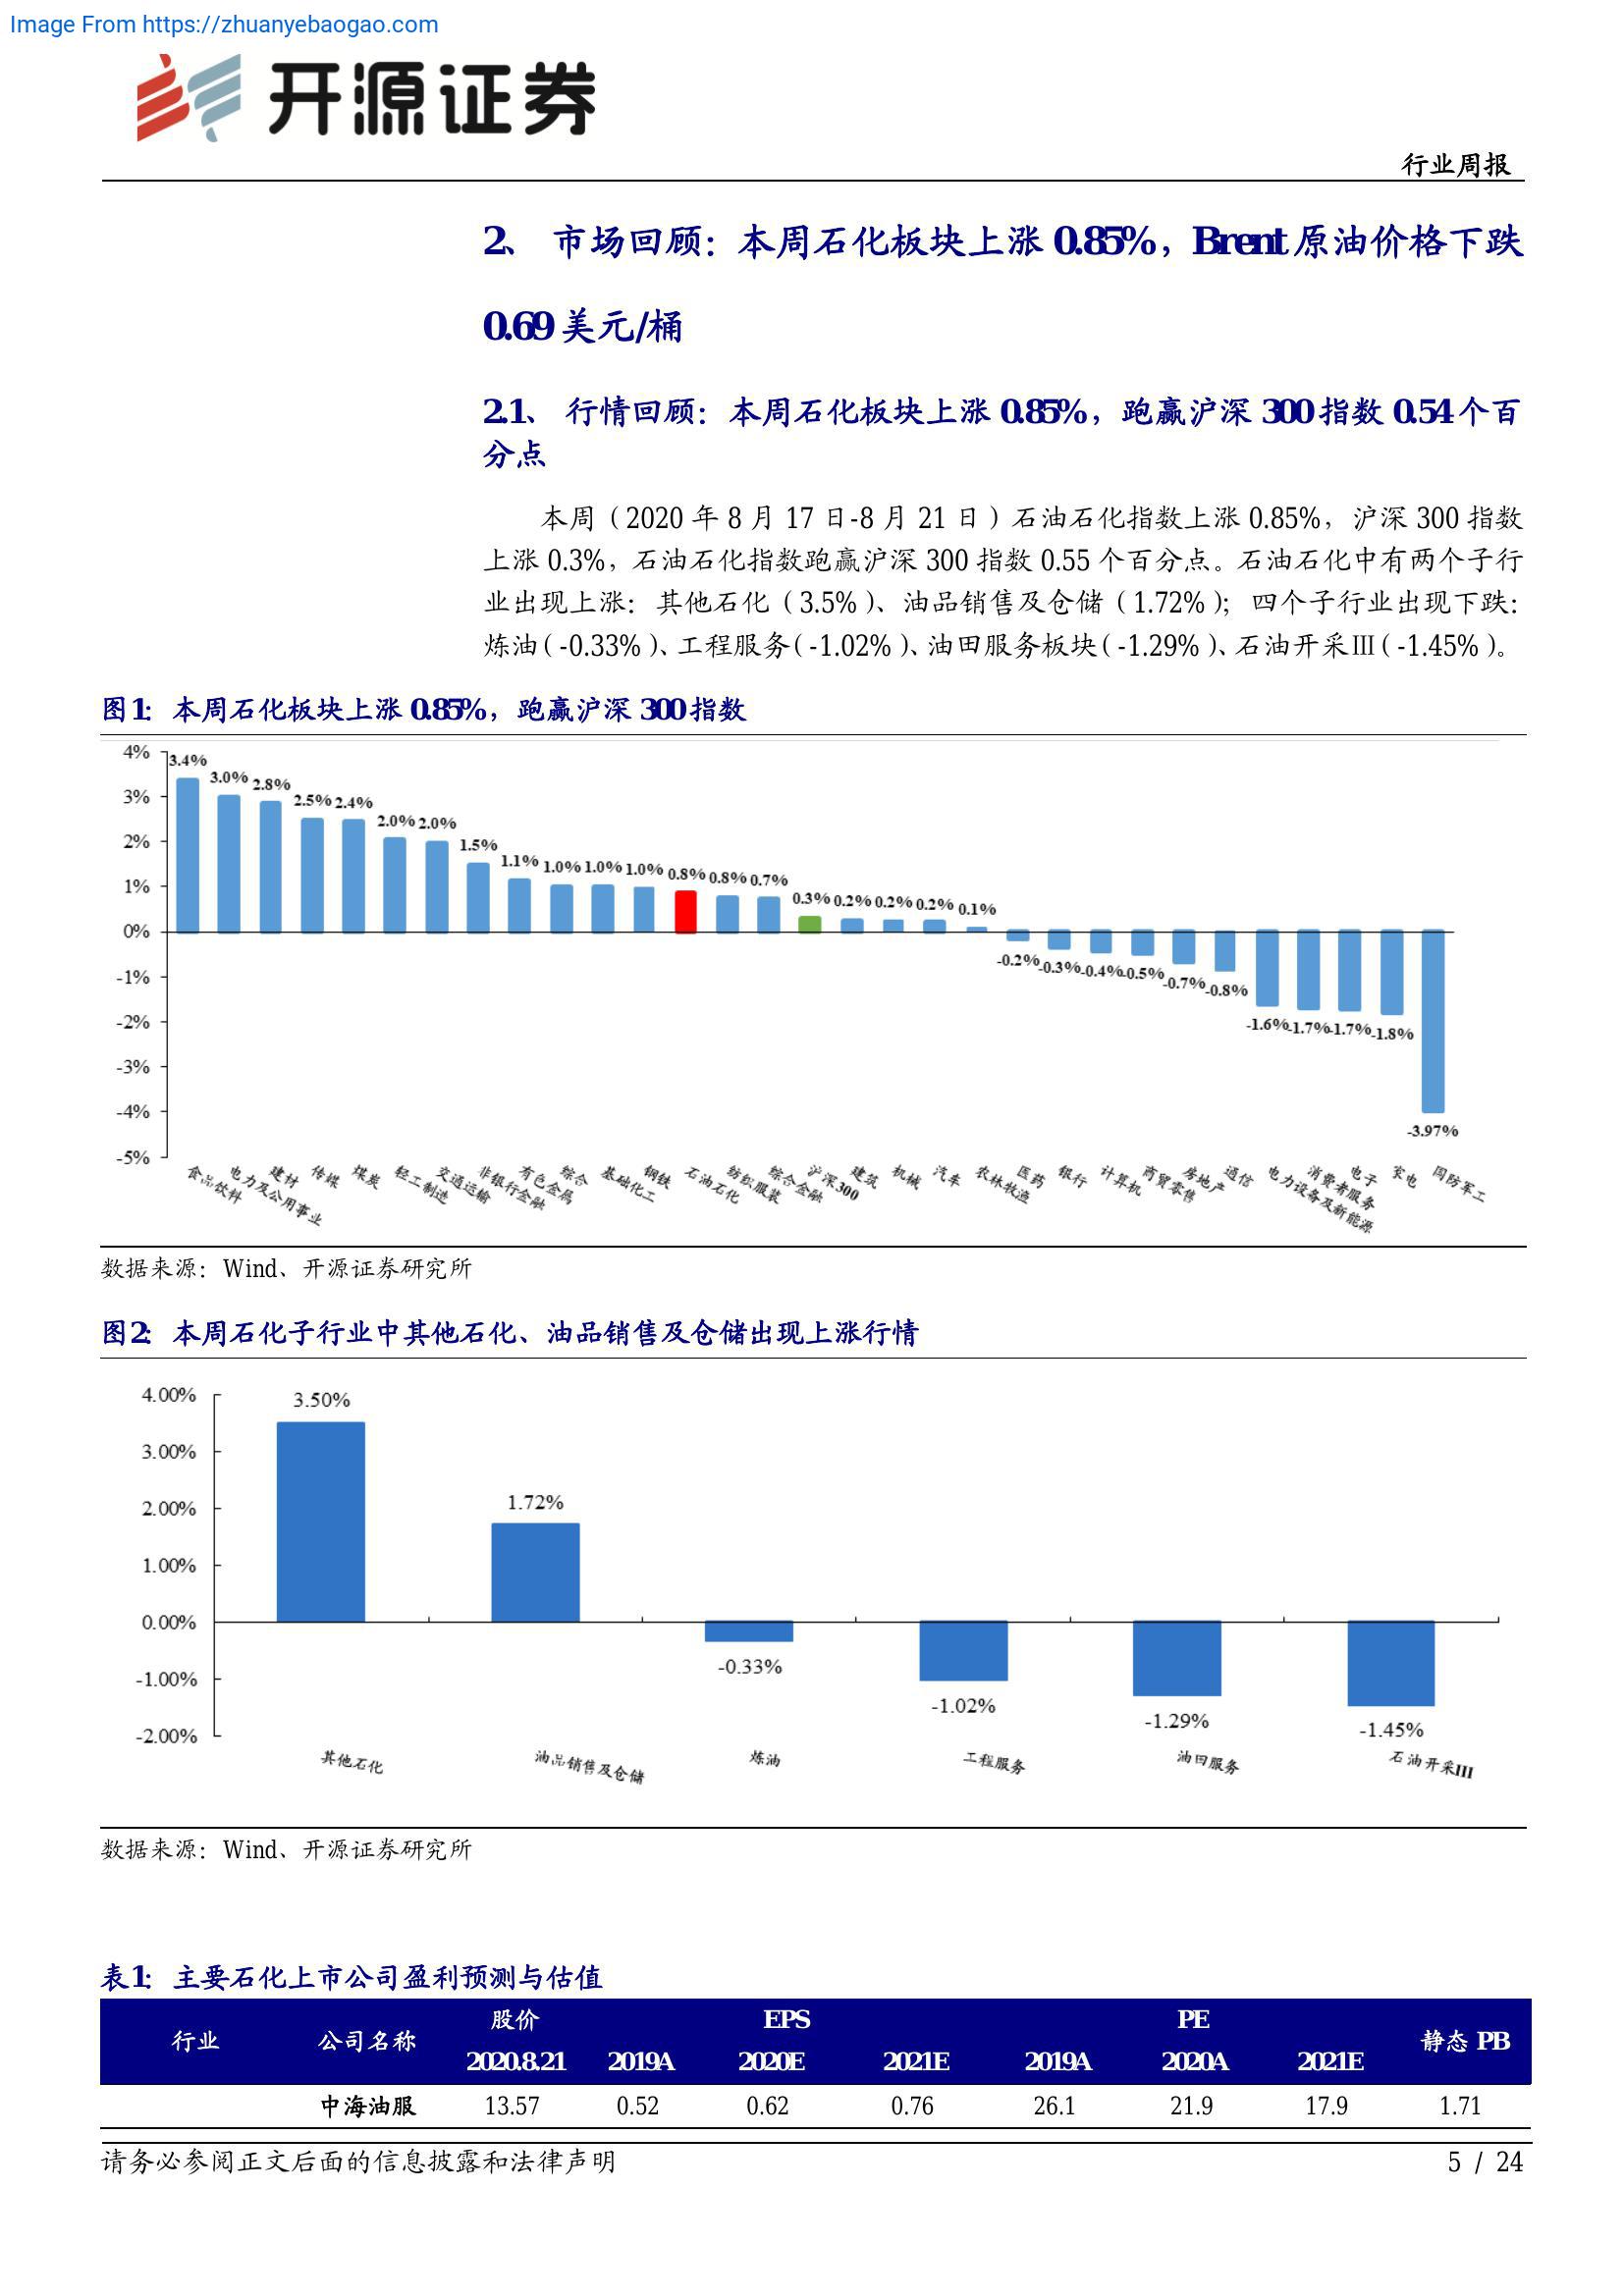 Image From https://zhuanyebaogao.com
开源证券
行业周报
2、 市场回顾：本周石化板块上涨 0.85%，Brent 原油价格下跌
0.69 美元/桶
2.1、 行情回顾：本周石化板块上涨 0.85%，跑赢沪深 300 指数 0.54 个百
分点
本周（2020 年 8 月 17 日-8 月 21 日）石油石化指数上涨 0.85%，沪深 300 指数
上涨 0.3%，石油石化指数跑赢沪深 300 指数 0.55 个百分点。石油石化中有两个子行
业出现上涨：其他石化（3.5%）、油品销售及仓储（1.72%）；四个子行业出现下跌：
炼油（-0.33%）、工程服务（-1.02%）、油田服务板块（-1.29%）、石油开采Ⅲ（-1.45%）。
图1：本周石化板块上涨 0.85%，跑赢沪深 300 指数
4%
3%
2%
1%
0%
-1%
-2%
-3%
-4%
-5%
3.4% 3.0% 2.8% 2.5% 2.4% 2.0% 2.0% 1.5% 1.1% 1.0% 1.0% 1.0% 0.8% 0.8% 0.7% 0.3% 0.2% 0.2% 0.2% 0.1%
-0.2% -0.3% -0.4% -0.5% -0.7% -0.8% -1.6% -1.7% -1.7% -1.8% -3.97%
食品饮料 电力及公用事业 建材 传媒 煤炭 轻工制造 交通运输 非银行金融 有色金属 综合 基础化工 钢铁 石油石化 纺织服装 综合金融 沪深300 建筑 机械 汽车 农林牧渔 医药 银行 计算机 商贸零售 房地产 通信 电力设备及新能源 消费者服务 电子 家电 国防军工
数据来源：Wind、开源证券研究所
图2：本周石化子行业中其他石化、油品销售及仓储出现上涨行情
4.00%
3.00%
2.00%
1.00%
0.00%
-1.00%
-2.00%
3.50% 1.72% -0.33% -1.02% -1.29% -1.45%
其他石化 油品销售及仓储 炼油 工程服务 油田服务 石油开采III
数据来源：Wind、开源证券研究所
表1：主要石化上市公司盈利预测与估值
行业 公司名称 股价 EPS PE 静态 PB
2020.8.21 2019A 2020E 2021E 2019A 2020A 2021E
中海油服 13.57 0.52 0.62 0.76 26.1 21.9 17.9 1.71
请务必参阅正文后面的信息披露和法律声明
5 / 24